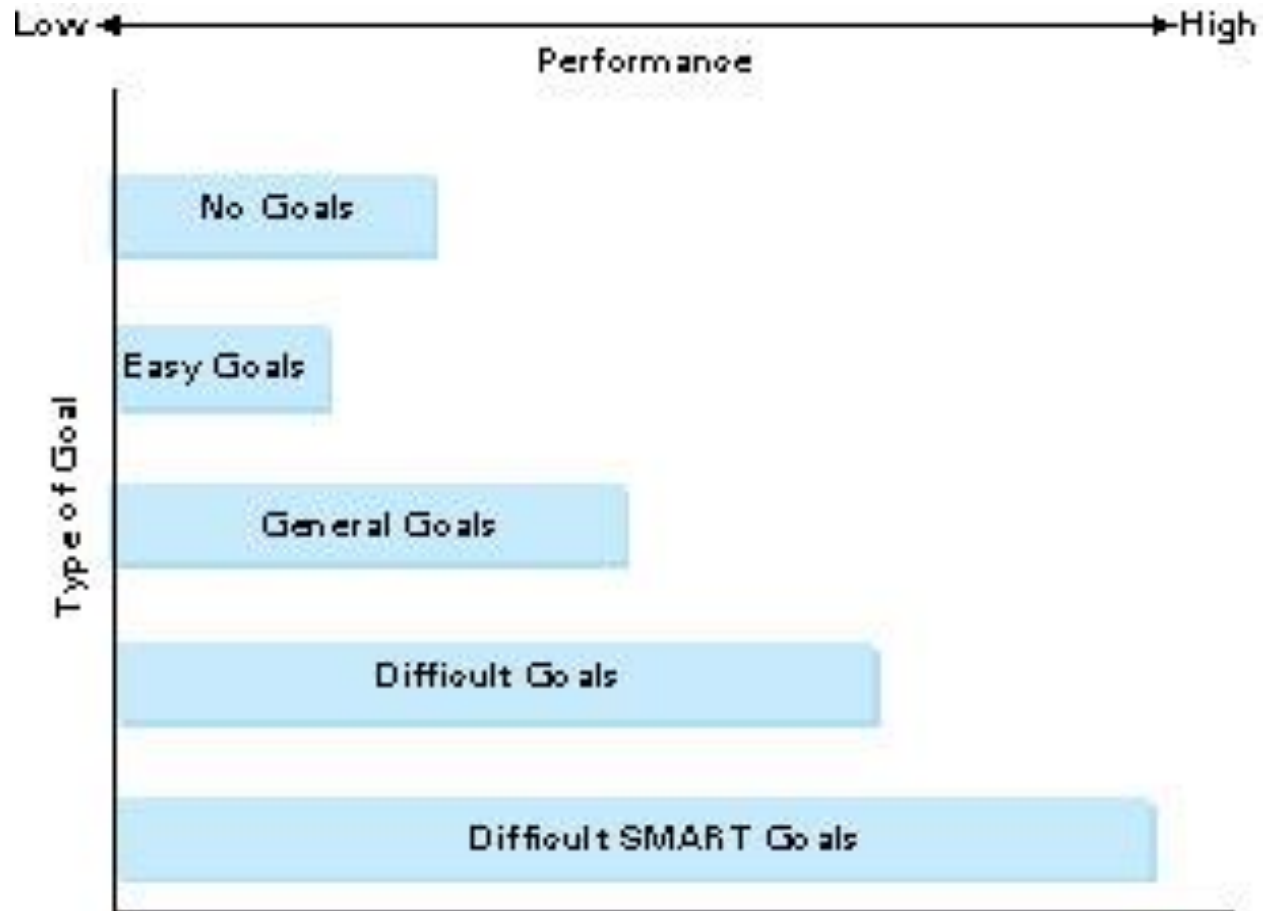 Low High
Performance
No Goals
Easy Goals
Type of Goal
General Goals
Difficult Goals
Difficult SMART Goals